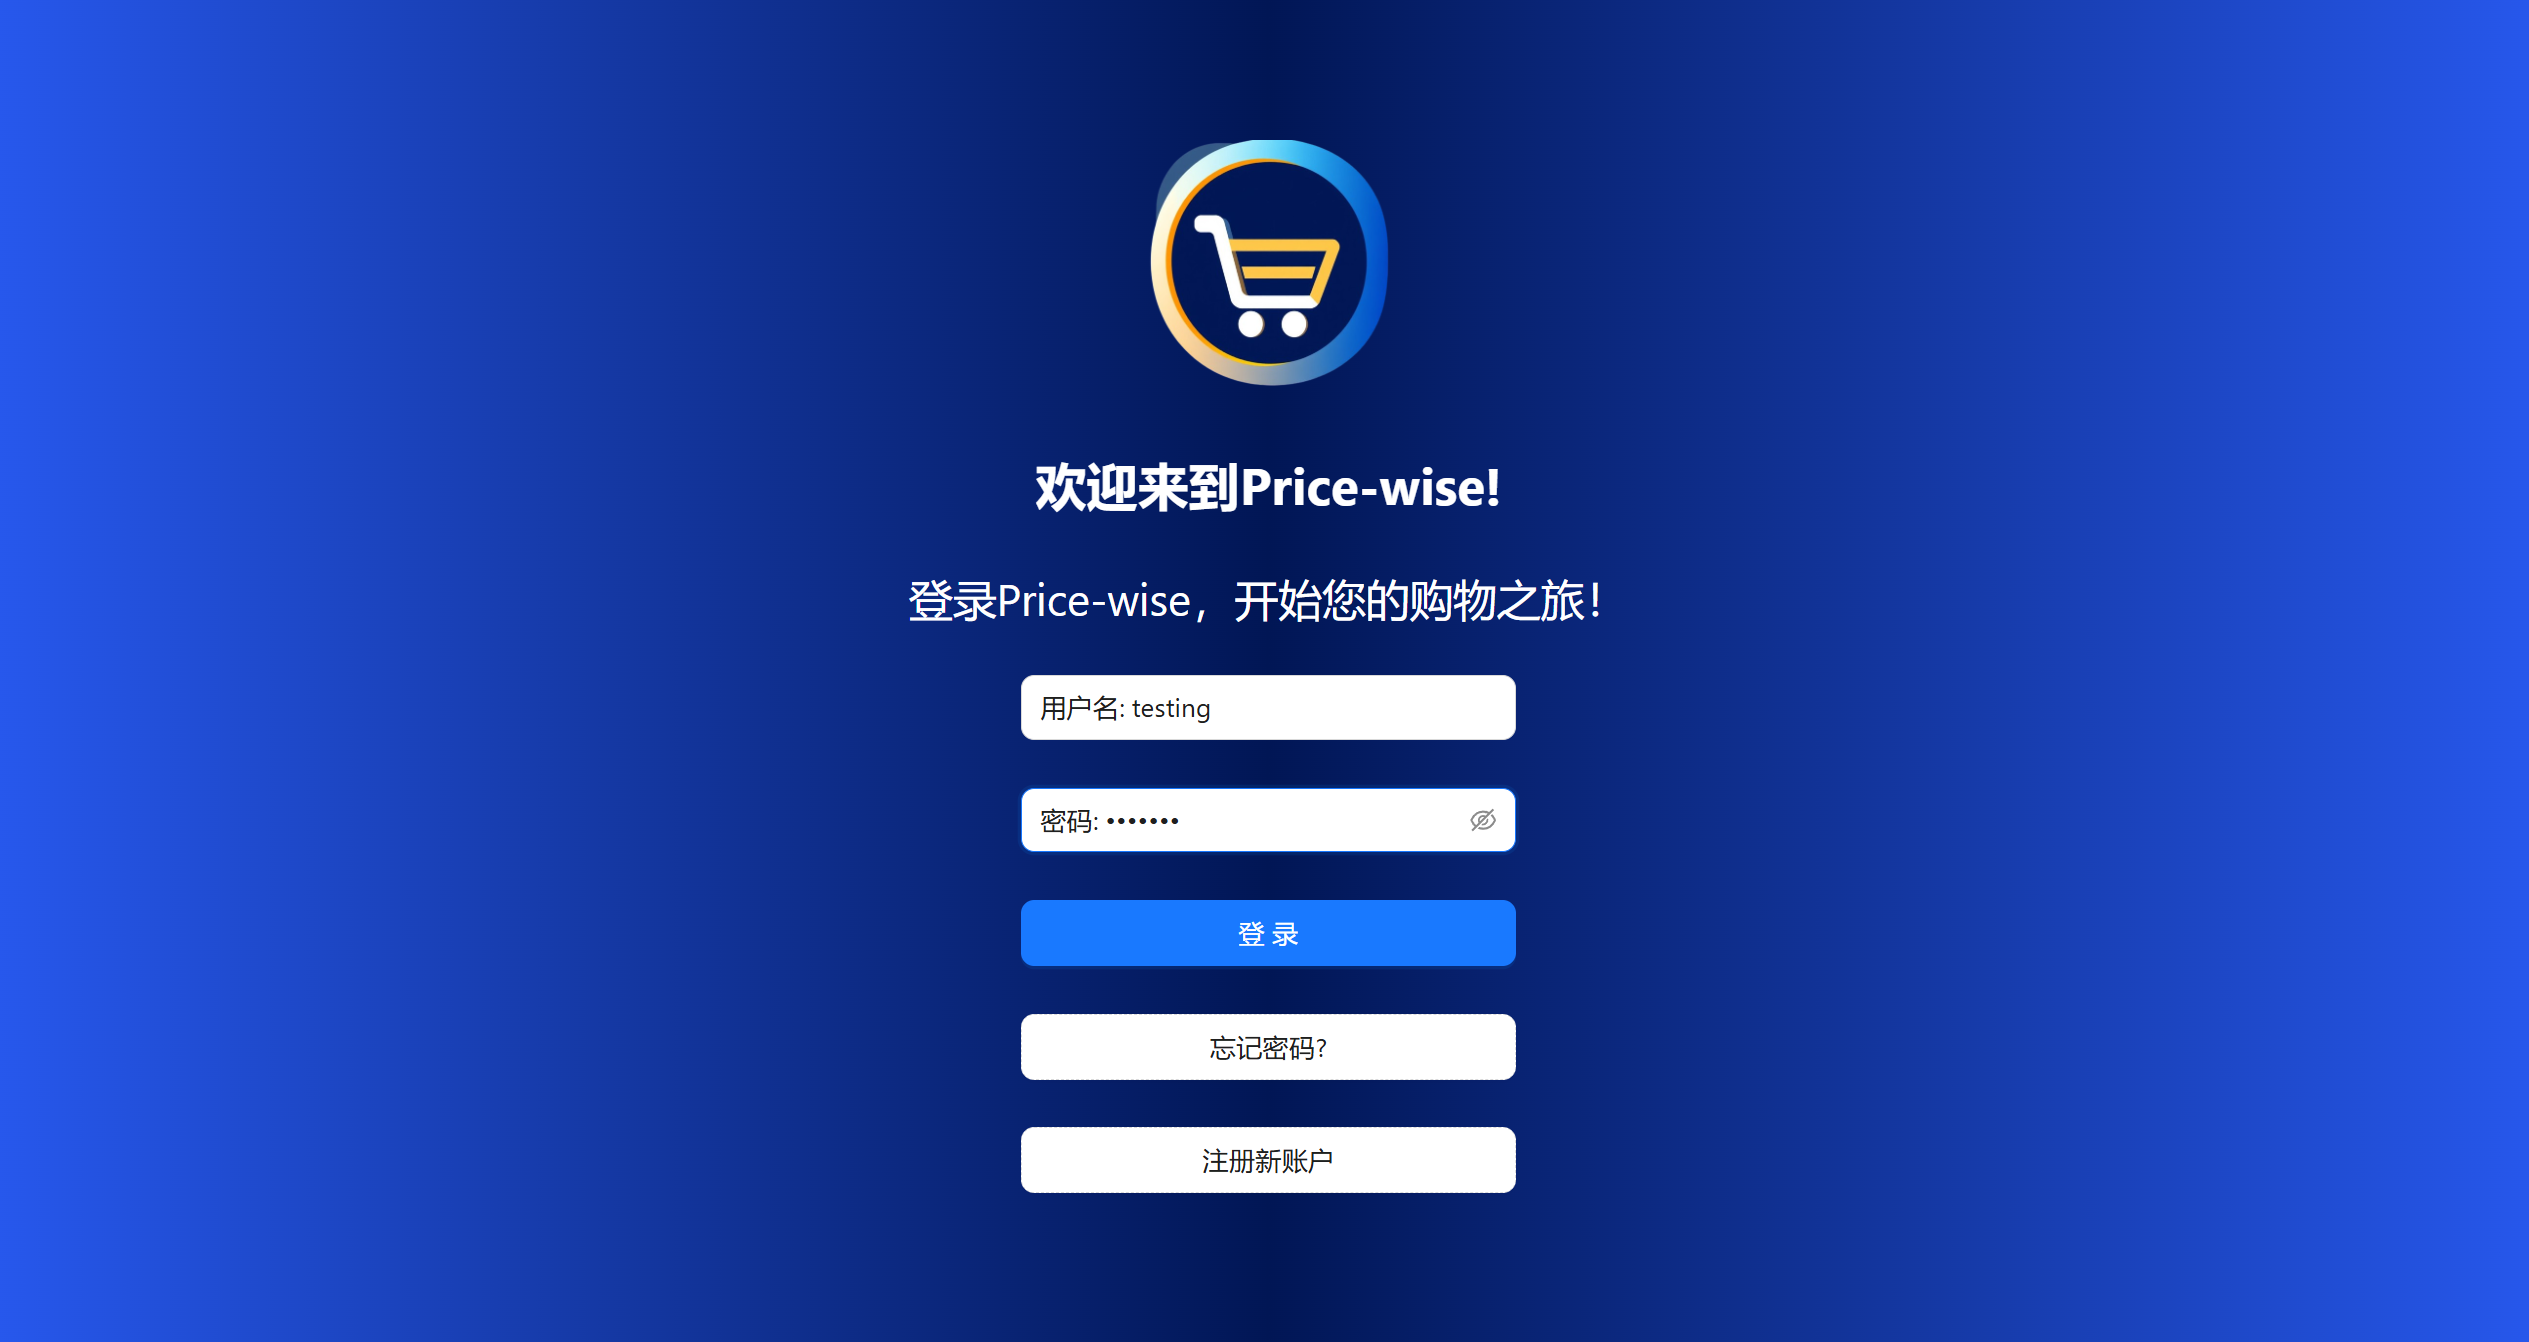 欢迎来到Price-wise!
登录Price-wise，开始您的购物之旅！
用户名: testing
密码: •••••••
登 录
忘记密码?
注册新账户